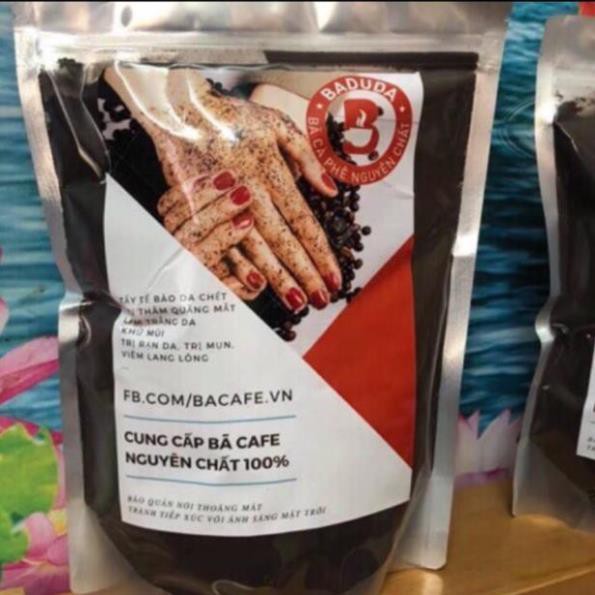 BADUDA
BÃ CÀ PHÊ NGUYÊN CHẤT
B
TẨY TẾ BÀO DA CHẾT
THÂM QUẦNG MẮT
TRẮNG DA
KHỬ MÙI
TRỊ RẠN DA, TRỊ MỤN,
VIÊM LANG LÔNG
...
FB.COM/BACAFE.VN
CUNG CẤP BÃ CAFE
NGUYÊN CHẤT 100%
BẢO QUẢN NƠI THOÁNG MÁT
TRÁNH TIẾP XÚC VỚI ÁNH SÁNG MẶT TRỜI